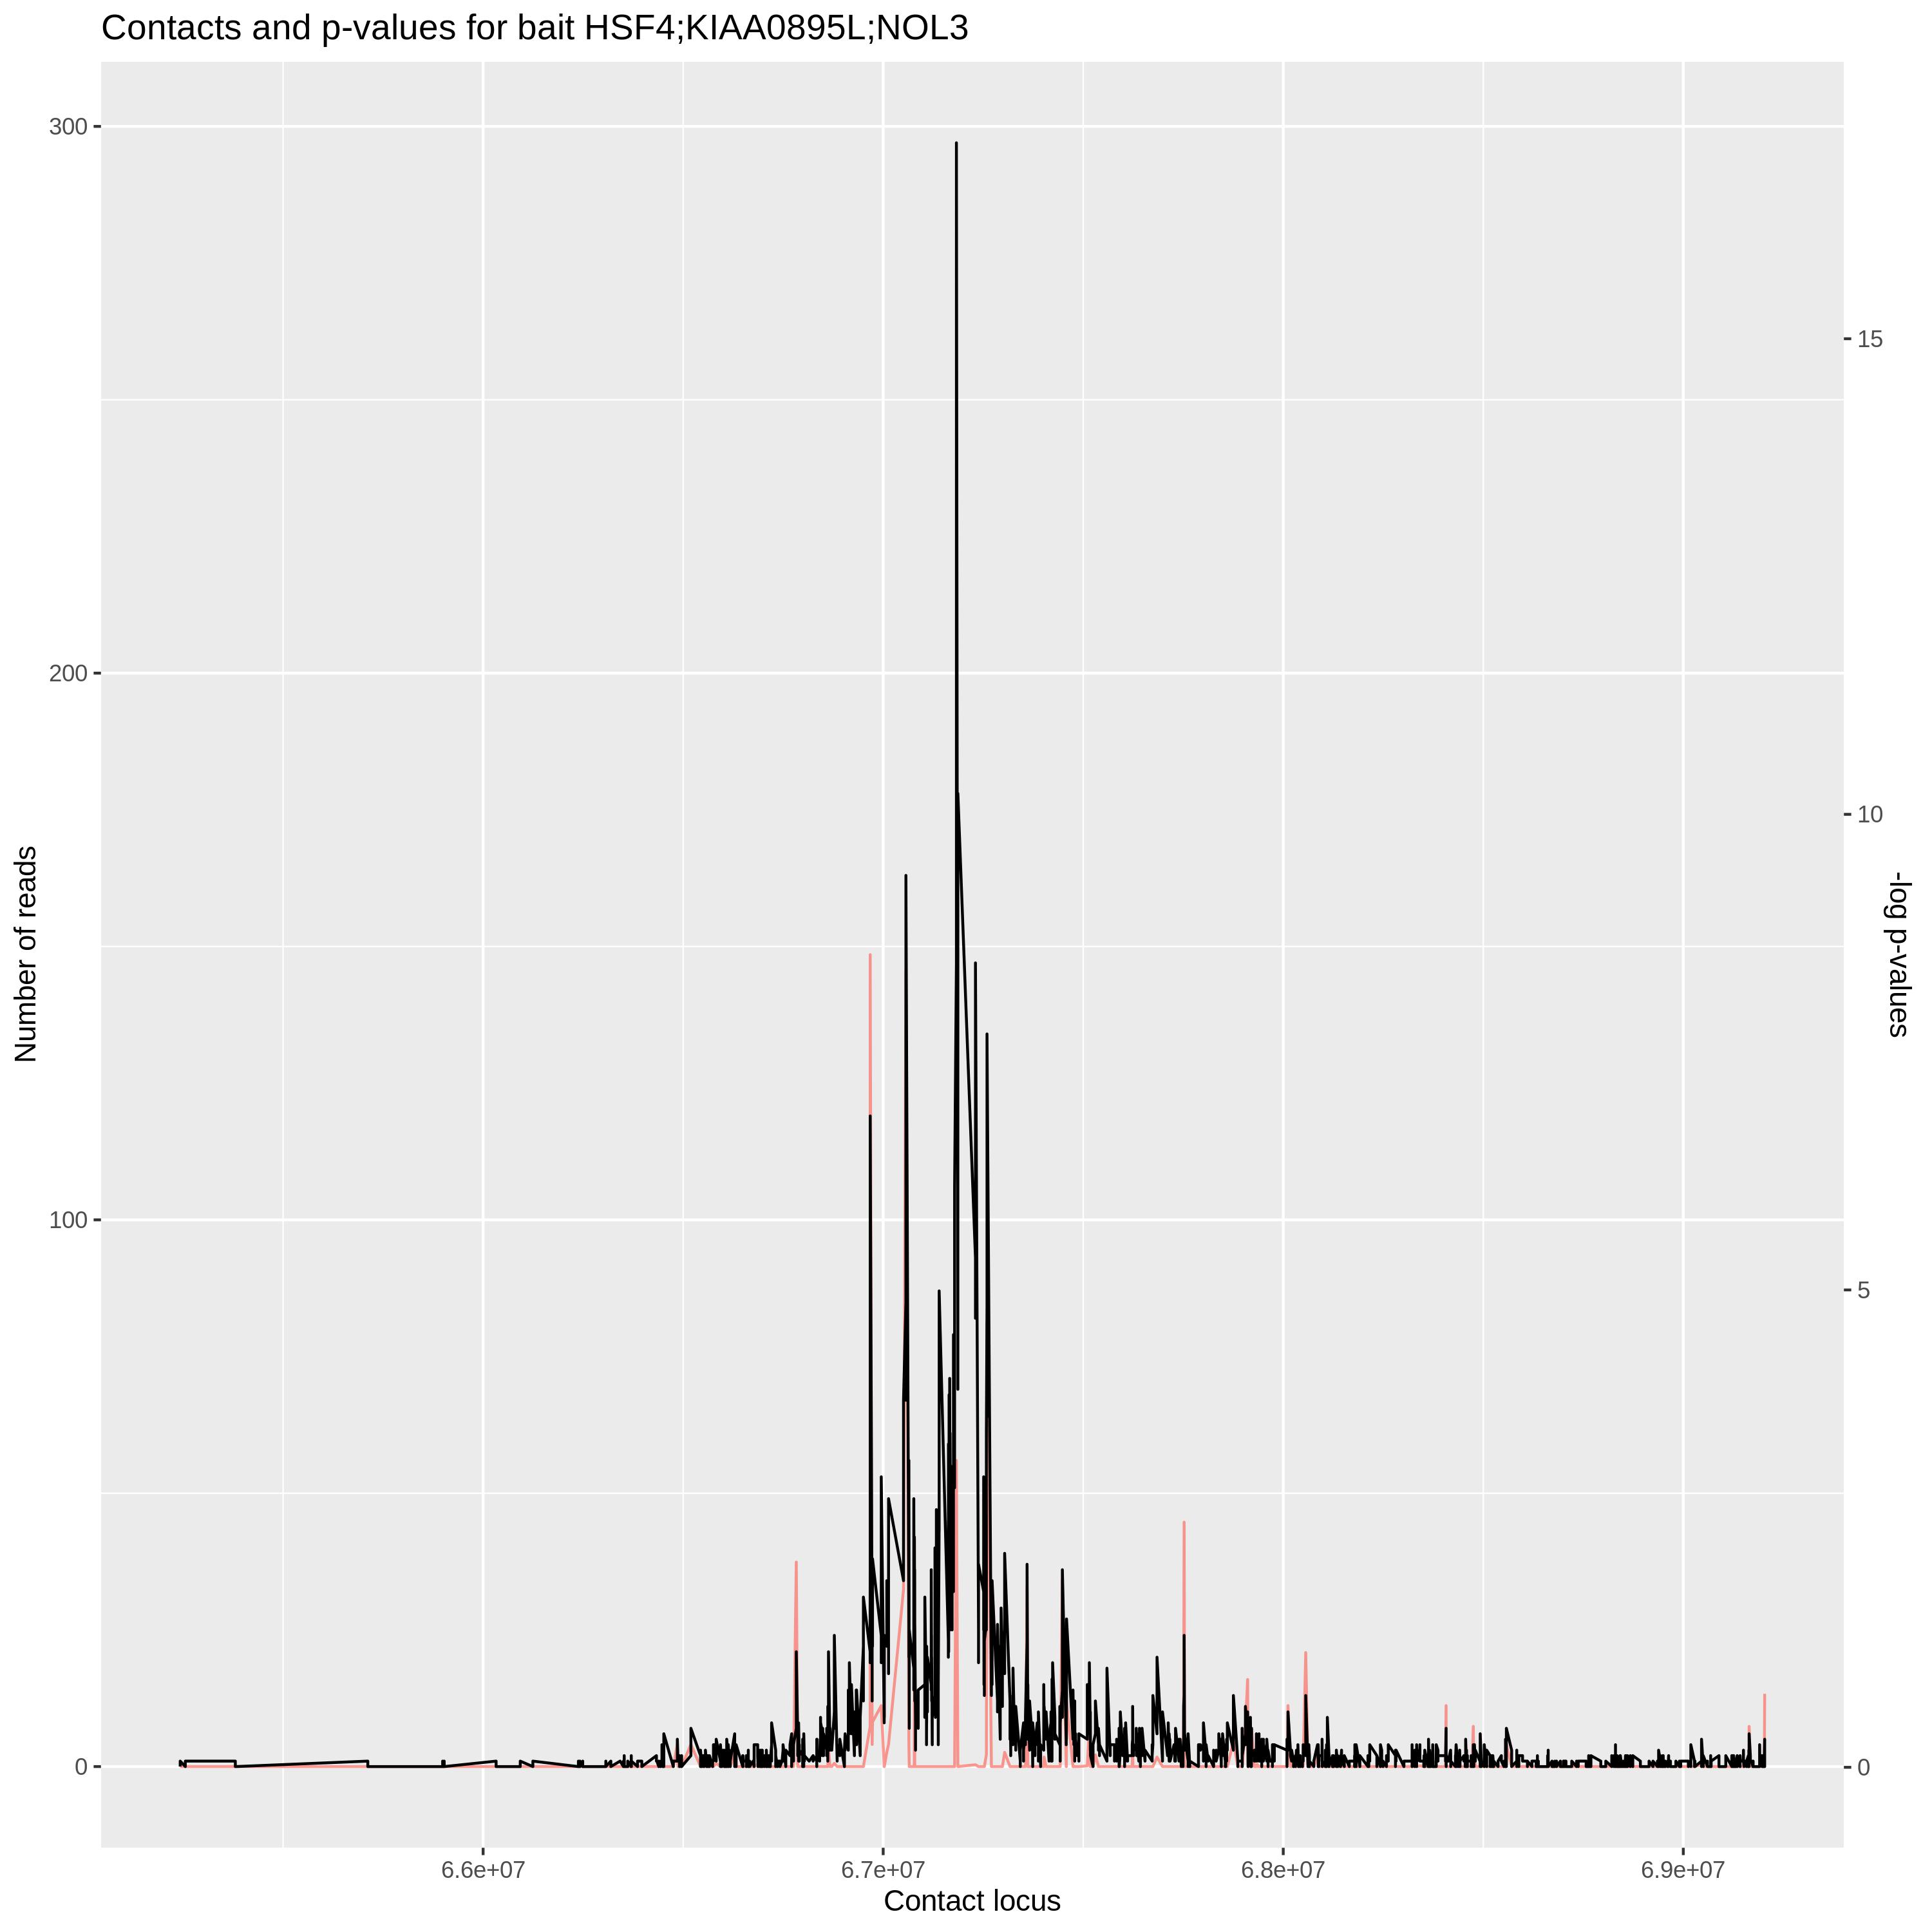 Contacts and p-values for bait HSF4;KIAA0895L;NOL3
300
200
100
0
Number of reads
15
10
5
0
-log p-values
6.6e+07
6.7e+07
6.8e+07
6.9e+07
Contact locus